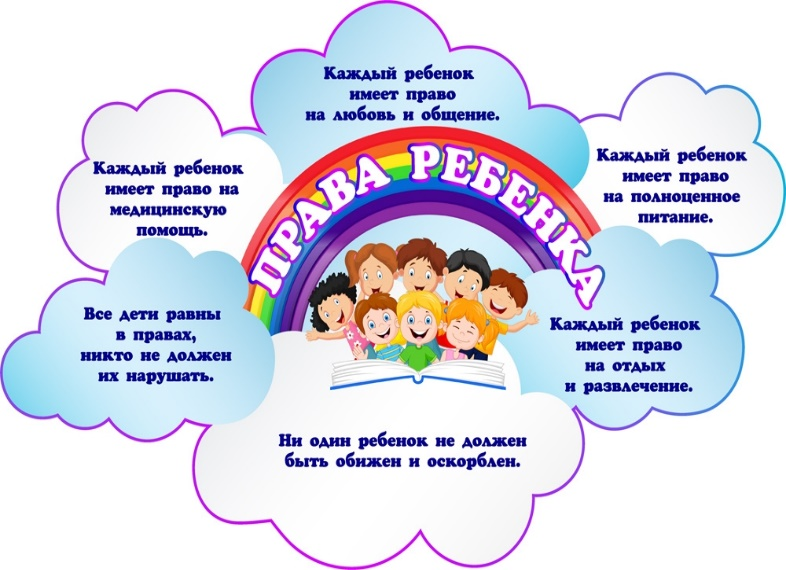 Каждый ребенок
имеет право
на любовь и общение.
ПРАВА РЕБЕНКА
Каждый ребенок
имеет право на
медицинскую
помощь.
Каждый ребенок
имеет право
на полноценное
питание.
Все дети равны
в правах,
никто не должен
их нарушать.
Каждый ребенок
имеет право
на отдых
и развлечение.
Ни один ребенок не должен
быть обижен и оскорблен.